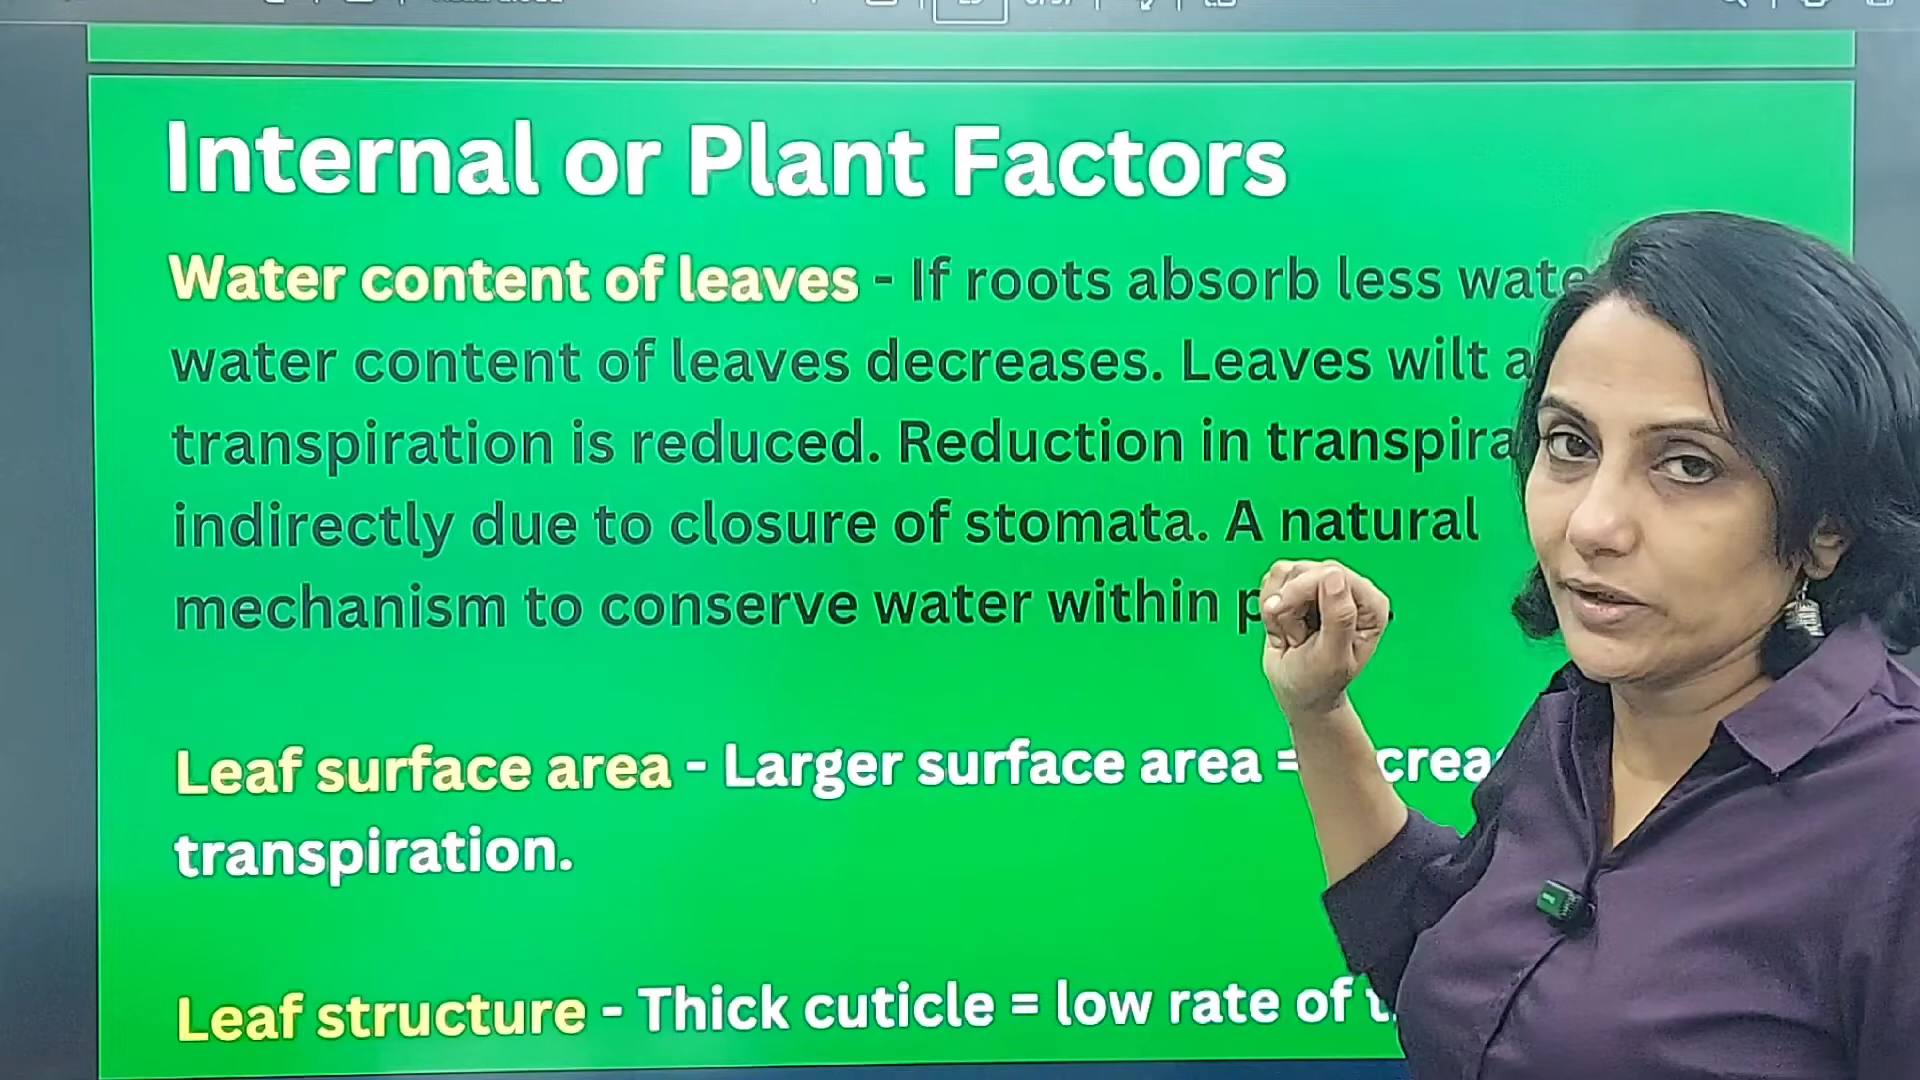 Internal or Plant Factors
Water content of leaves - If roots absorb less
water content of leaves decreases. Leaves wilt
transpiration is reduced. Reduction in
indirectly due to closure of stomata. A natural
mechanism to conserve water within
Leaf surface area - Larger surface area =
transpiration.
Leaf structure - Thick cuticle = low rate of